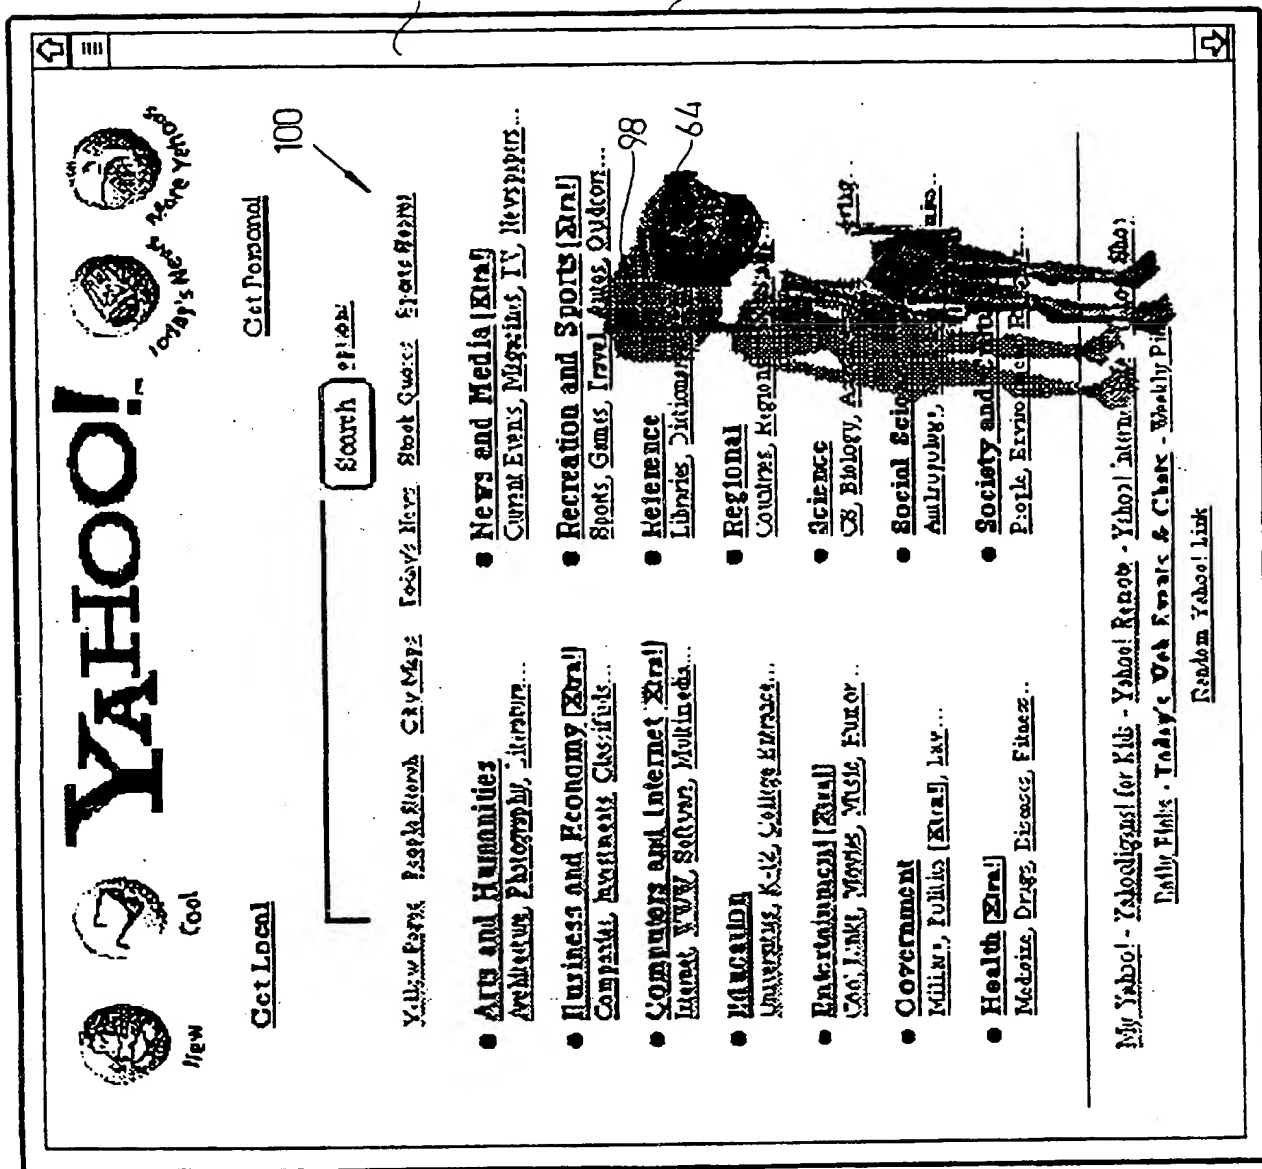 New
Cool
YAHOO!
Today's News
More Yahoos
Get Local
Get Personal
Search
options
100
Yellow Pages People Search City Maps Today's News Stock Quotes Sports Scores
Arts and Humanities
Architecture, Photography, Literature...
News and Media [Xtra!]
Current Events, Magazines, TV, Newspapers...
Business and Economy [Xtra!]
Companies, Investments, Classifieds...
Recreation and Sports [Xtra!]
Sports, Games, Travel, Autos, Outdoors...
98
64
Computers and Internet [Xtra!]
Internet, WWW, Software, Multimedia...
Reference
Libraries,
Education
Universities, K-12, College Entrance...
Regional
Countries,
Entertainment [Xtra!]
Cool Links, Movies, Music, Humor...
Science
CS, Biology,
Government
Military, Politics [Xtra!], Law...
Social
Anthropology,
Health [Xtra!]
Medicine, Drugs, Diseases, Fitness...
Society and
People,
My Yahoo! - Yahooligans! for Kids - Yahoo! Remote - Yahoo!
Daily Picks - Today's Web Events & Chats - Weekly
Random Yahoo! Link